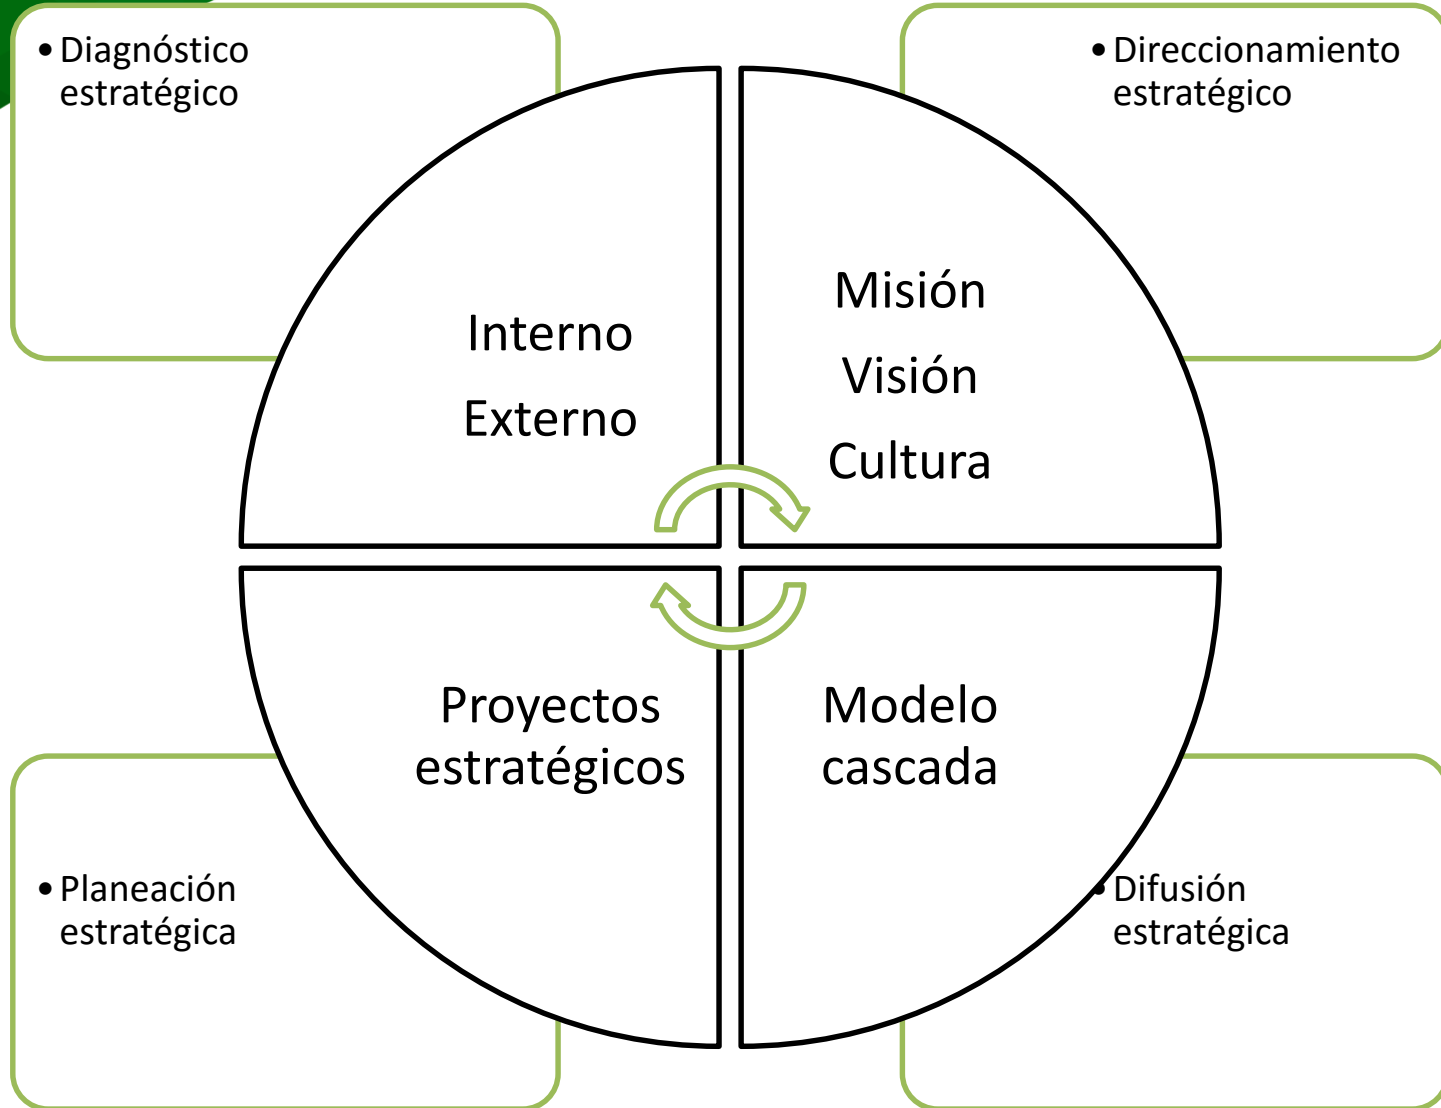 • Diagnóstico
estratégico
• Direccionamiento
estratégico
Interno
Externo
Misión
Visión
Cultura
Proyectos
estratégicos
Modelo
cascada
• Planeación
estratégica
• Difusión
estratégica